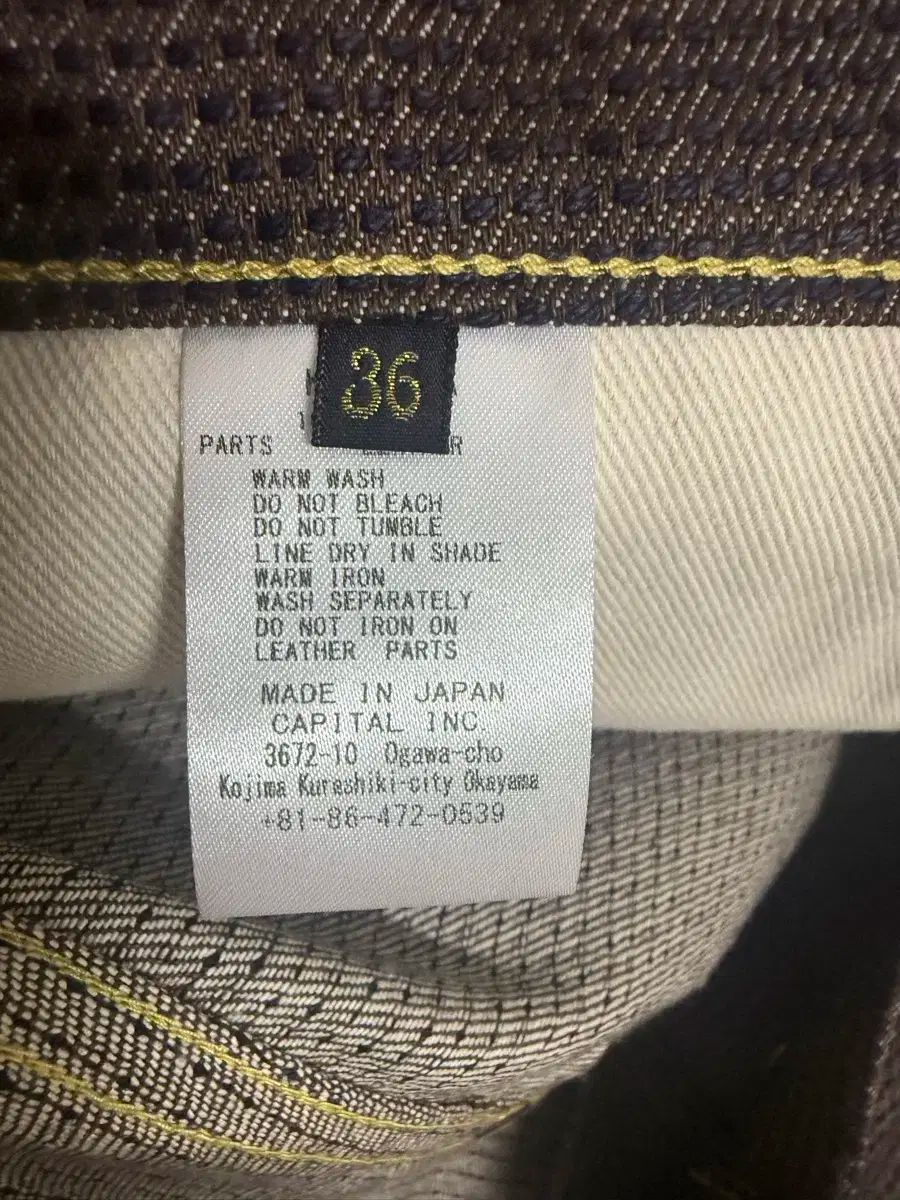 36
PARTS
WARM WASH
DO NOT BLEACH
DO NOT TUMBLE
LINE DRY IN SHADE
WARM IRON
WASH SEPARATELY
DO NOT IRON ON
LEATHER PARTS
MADE IN JAPAN
CAPITAL INC
3672-10 Ogawa-cho
Kojima Kurashiki-city Okayama
+81-86-472-0539